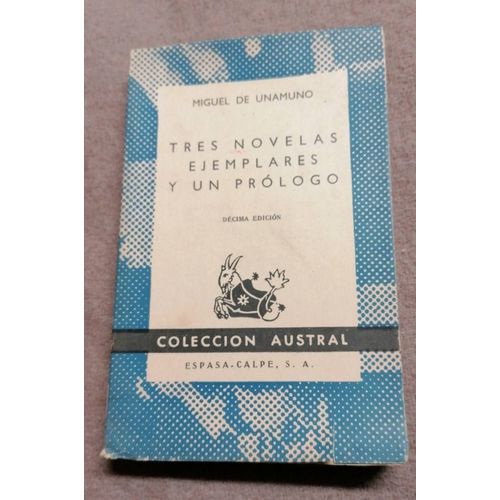 MIGUEL DE UNAMUNO
TRES NOVELAS
EJEMPLARES
Y UN PRÓLOGO
DÉCIMA EDICIÓN
COLECCION AUSTRAL
ESPASA-CALPE, S. A.